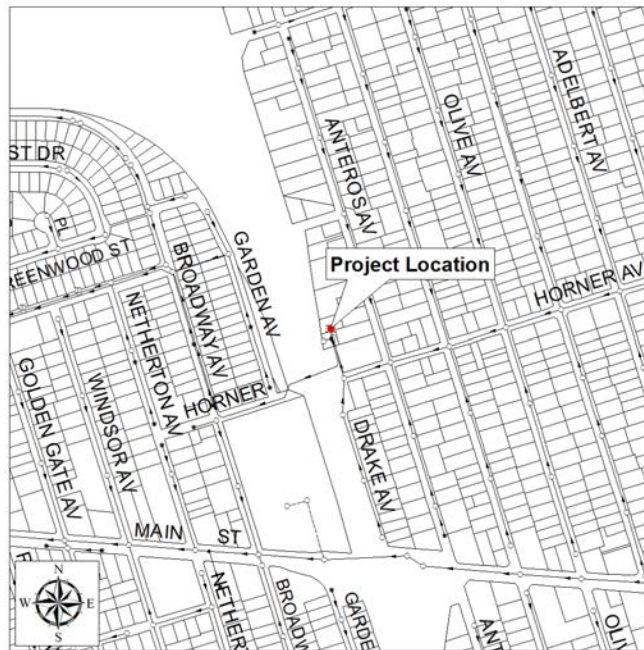 ADELBERT AV
OLIVE AV
ANTEROS AV
ST DR
PL
GARDEN AV
BROADWAY AV
REENWOOD ST
Project Location
HORNER AV
NETHERTON AV
WINDSOR AV
GOLDEN GATE AV
HORNER
DRAKE AV
MAIN ST
N
W E
S
NETHER
BROADW
GARDE
ANT
OLIV